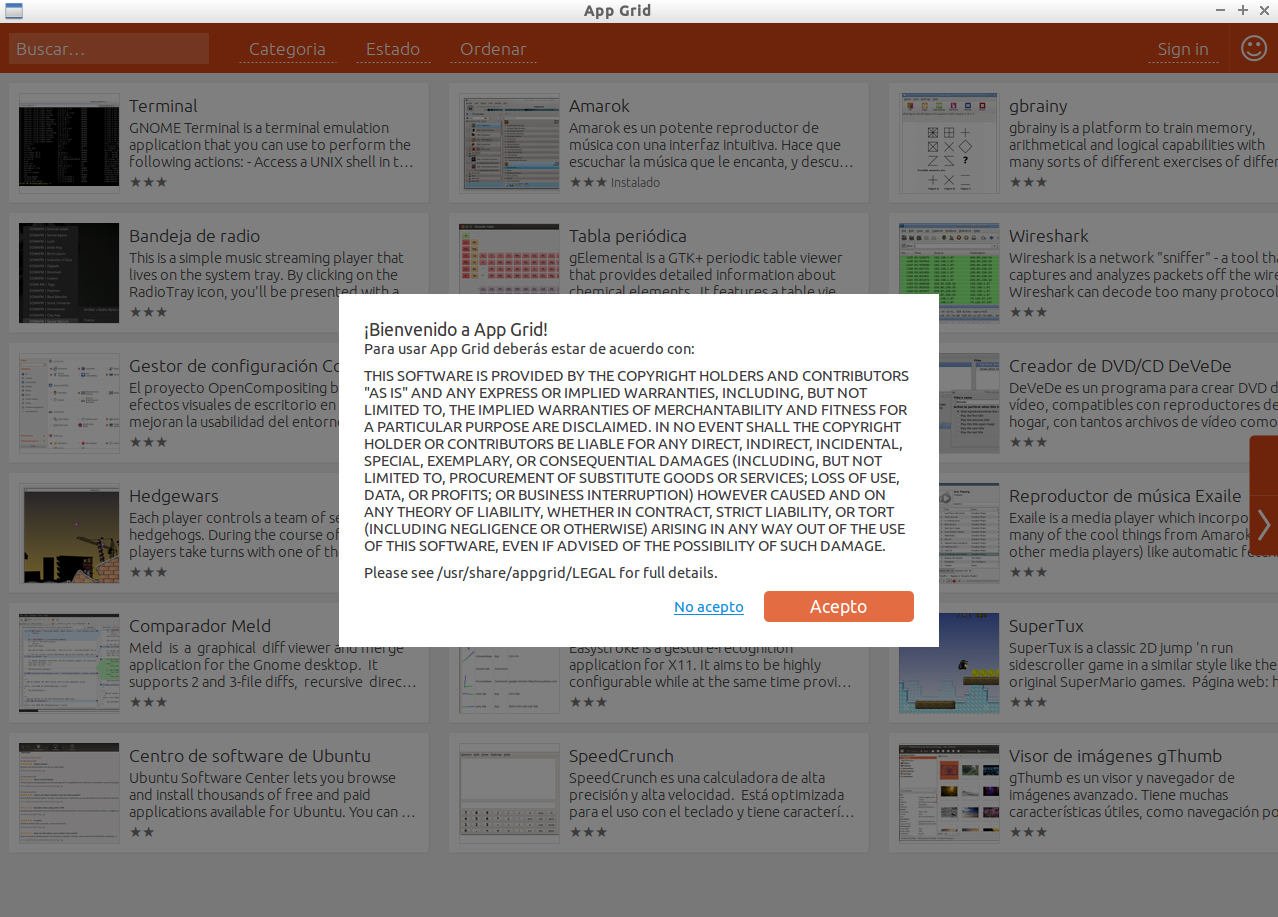 App Grid
Buscar...
Categoria
Estado
Ordenar
Sign in
Terminal
GNOME Terminal is a terminal emulation
application that you can use to perform the
following actions: - Access a UNIX shell in t...
★★★
Amarok
Amarok es un potente reproductor de
música con una interfaz intuitiva. Hace que
escuchar la música que le encanta, y descu...
★★★ Instalado
gbrainy
gbrainy is a platform to train memory,
arithmetical and logical capabilities with
many sorts of different exercises of differ
★★★
Bandeja de radio
This is a simple music streaming player that
lives on the system tray. By clicking on the
RadioTray icon, you'll be presented with a
★★★
Tabla periódica
gElemental is a GTK+ periodic table viewer
that provides detailed information about
chemical elements. It features a table vie
Wireshark
Wireshark is a network "sniffer" - a tool tha
captures and analyzes packets off the wire
Wireshark can decode too many protocol
★★★
¡Bienvenido a App Grid!
Para usar App Grid deberás estar de acuerdo con:
THIS SOFTWARE IS PROVIDED BY THE COPYRIGHT HOLDERS AND CONTRIBUTORS
"AS IS" AND ANY EXPRESS OR IMPLIED WARRANTIES, INCLUDING, BUT NOT
LIMITED TO, THE IMPLIED WARRANTIES OF MERCHANTABILITY AND FITNESS FOR
A PARTICULAR PURPOSE ARE DISCLAIMED. IN NO EVENT SHALL THE COPYRIGHT
HOLDER OR CONTRIBUTORS BE LIABLE FOR ANY DIRECT, INDIRECT, INCIDENTAL,
SPECIAL, EXEMPLARY, OR CONSEQUENTIAL DAMAGES (INCLUDING, BUT NOT
LIMITED TO, PROCUREMENT OF SUBSTITUTE GOODS OR SERVICES; LOSS OF USE,
DATA, OR PROFITS; OR BUSINESS INTERRUPTION) HOWEVER CAUSED AND ON
ANY THEORY OF LIABILITY, WHETHER IN CONTRACT, STRICT LIABILITY, OR TORT
(INCLUDING NEGLIGENCE OR OTHERWISE) ARISING IN ANY WAY OUT OF THE USE
OF THIS SOFTWARE, EVEN IF ADVISED OF THE POSSIBILITY OF SUCH DAMAGE.
Please see /usr/share/appgrid/LEGAL for full details.
No acepto
Acepto
Gestor de configuración Co
El proyecto OpenCompositing b
efectos visuales de escritorio en
mejoran la usabilidad del entorn
★★★
Creador de DVD/CD DeVeDe
DeVeDe es un programa para crear DVD d
vídeo, compatibles con reproductores de
hogar, con tantos archivos de vídeo como
★★★
Hedgewars
Each player controls a team of se
hedgehogs. During the course of
players take turns with one of th
★★★
Reproductor de música Exaile
Exaile is a media player which incorpo
many of the cool things from Amarok
other media players) like automatic
★★★
Comparador Meld
Meld is a graphical diff viewer and merge
application for the Gnome desktop. It
supports 2 and 3-file diffs, recursive direc...
★★★
Easystroke is a gesture-recognition
application for X11. It aims to be highly
configurable while at the same time provi...
★★★
SuperTux
SuperTux is a classic 2D jump 'n run
sidescroller game in a similar style like the
original SuperMario games. Página web: h
★★★
Centro de software de Ubuntu
Ubuntu Software Center lets you browse
and install thousands of free and paid
applications available for Ubuntu. You can ...
★★
SpeedCrunch
SpeedCrunch es una calculadora de alta
precisión y alta velocidad. Está optimizada
para el uso con el teclado y tiene caracterí...
★★★
Visor de imágenes gThumb
gThumb es un visor y navegador de
imágenes avanzado. Tiene muchas
características útiles, como navegación po
★★★